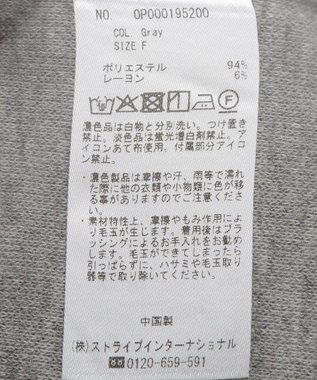 NO. OP000195200
COL. Gray
SIZE F
ポリエステル 94%
レーヨン 6%
濃色品は白物と分別洗い。つけ置き
禁止。淡色品は蛍光増白剤禁止。ア
イロンあて布使用。付属部分アイロ
ン禁止。
・濃色製品は摩擦や汗、雨等で濡れ
た際に他の衣類や小物類に色が移
る事がありますのでご注意くださ
い。
・素材特性上、摩擦やもみ作用によ
り毛玉が生じます。着用後はブラ
ッシングによるお手入れをお勧め
します。毛玉ができてしまったら
引っぱらずに、ハサミや毛玉取り
器等で取り除いてください。
中国製
(株)ストライプインターナショナル
0120-659-591